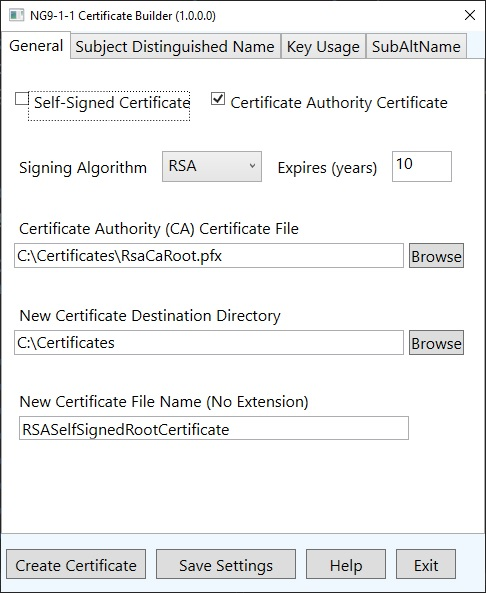 NG9-1-1 Certificate Builder (1.0.0.0)
General Subject Distinguished Name Key Usage SubAltName
Self-Signed Certificate Certificate Authority Certificate
Signing Algorithm RSA Expires (years) 10
Certificate Authority (CA) Certificate File
C:\Certificates\RsaCaRoot.pfx Browse
New Certificate Destination Directory
C:\Certificates Browse
New Certificate File Name (No Extension)
RSASelfSignedRootCertificate
Create Certificate Save Settings Help Exit